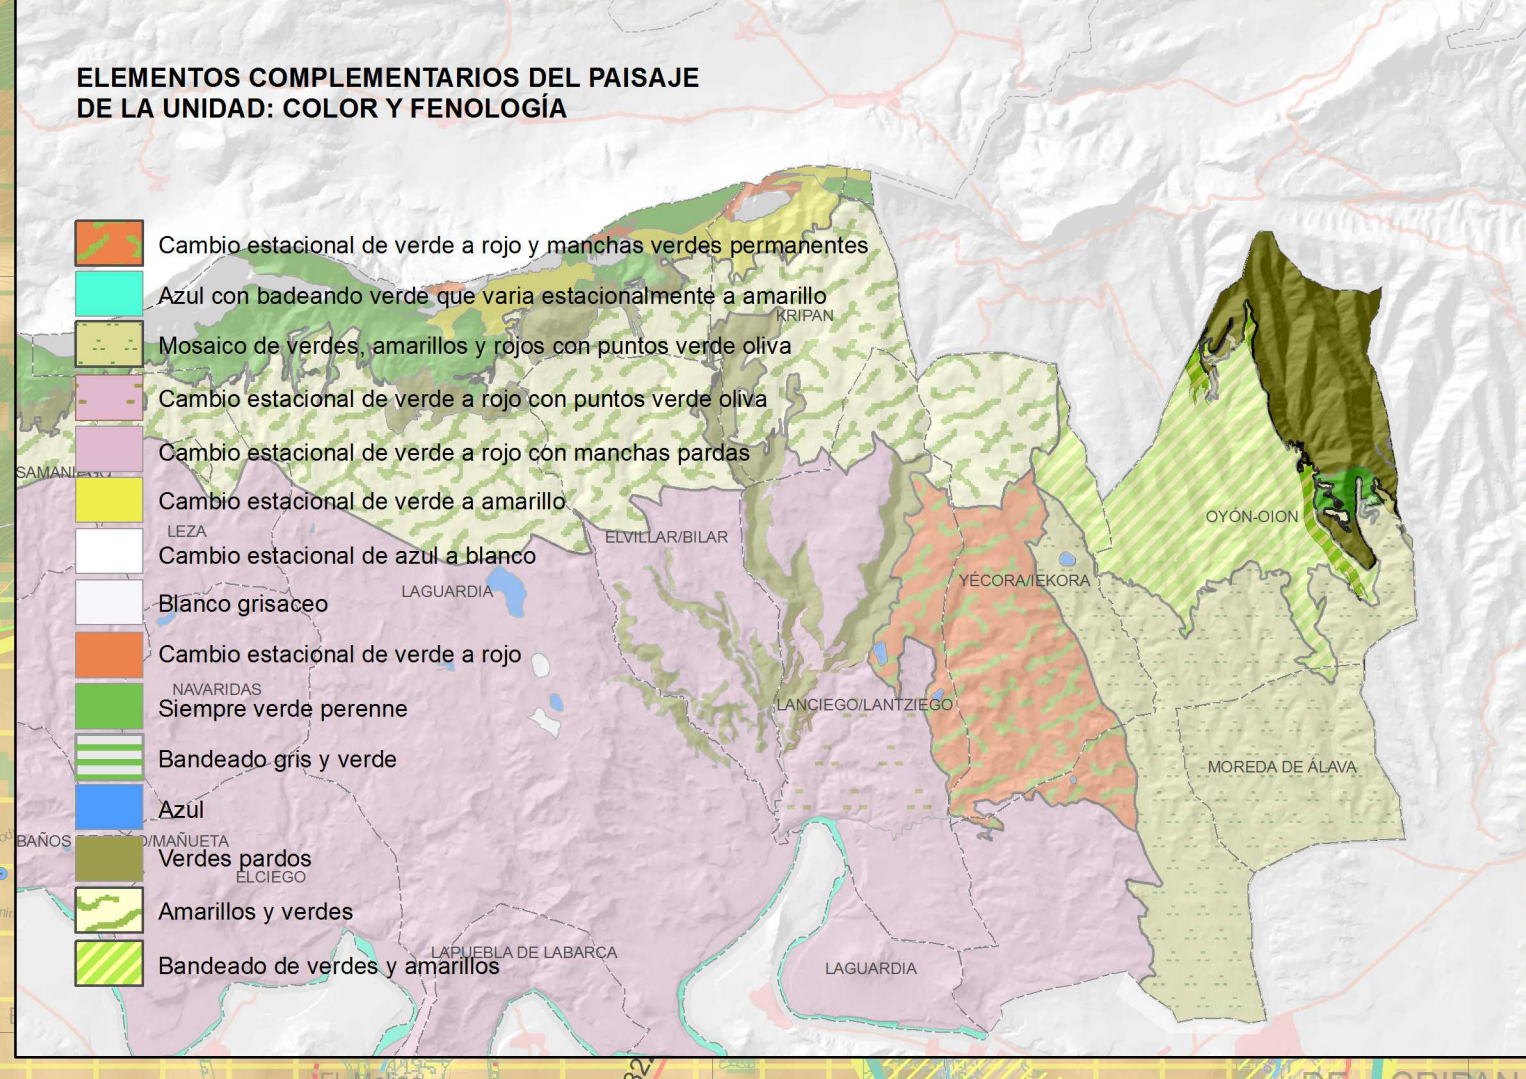 ELEMENTOS COMPLEMENTARIOS DEL PAISAJE
DE LA UNIDAD: COLOR Y FENOLOGÍA
Cambio estacional de verde a rojo y manchas verdes permanentes
Azul con badeando verde que varia estacionalmente a amarillo
KRIPAN
Mosaico de verdes, amarillos y rojos con puntos verde oliva
Cambio estacional de verde a rojo con puntos verde oliva
Cambio estacional de verde a rojo con manchas pardas
Cambio estacional de verde a amarillo
OYÓN-OION
LEZA
ELVILLAR/BILAR
Cambio estacional de azul a blanco
YÉCORA/IEKORA
LAGUARDIA
Blanco grisaceo
Cambio estacional de verde a rojo
NAVARIDAS
LANCIEGO/LANTZIEGO
Siempre verde perenne
Bandeado gris y verde
MOREDA DE ÁLAVA
Azul
BAÑOS O/MAÑUETA
Verdes pardos
ELCIEGO
Amarillos y verdes
LAPUEBLA DE LABARCA
Bandeado de verdes y amarillos
LAGUARDIA